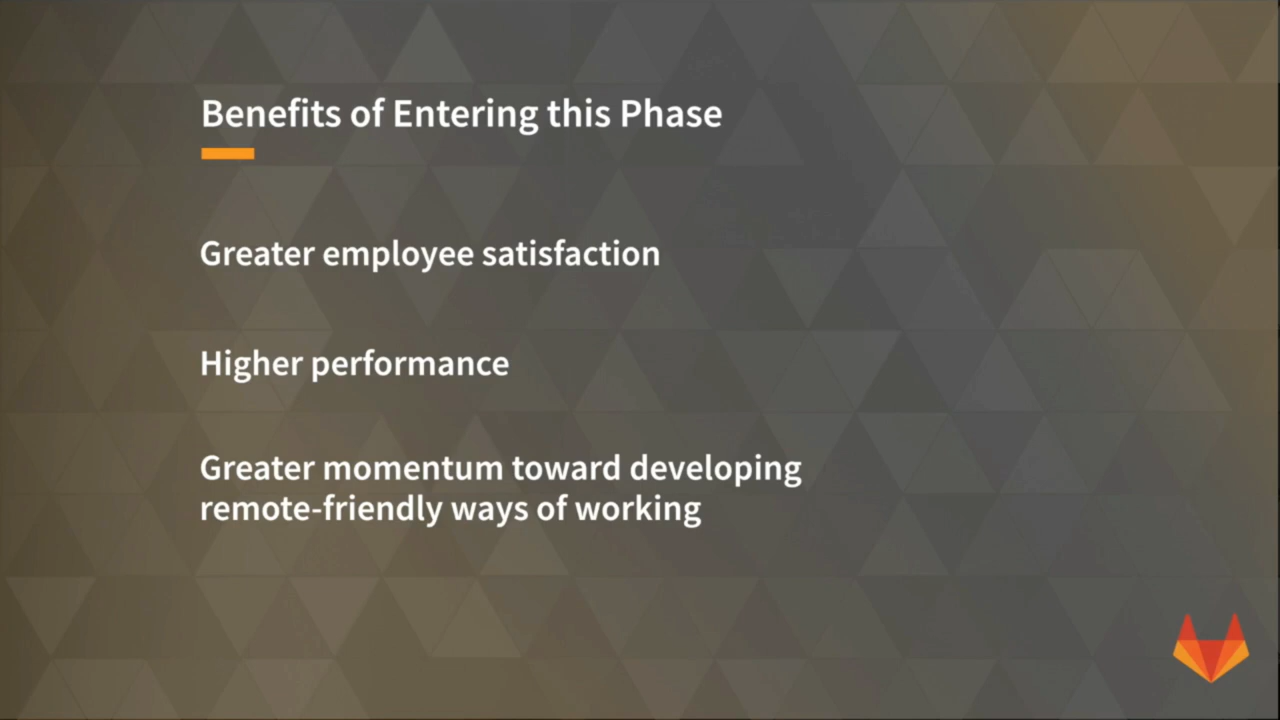 Benefits of Entering this Phase
Greater employee satisfaction
Higher performance
Greater momentum toward developing
remote-friendly ways of working